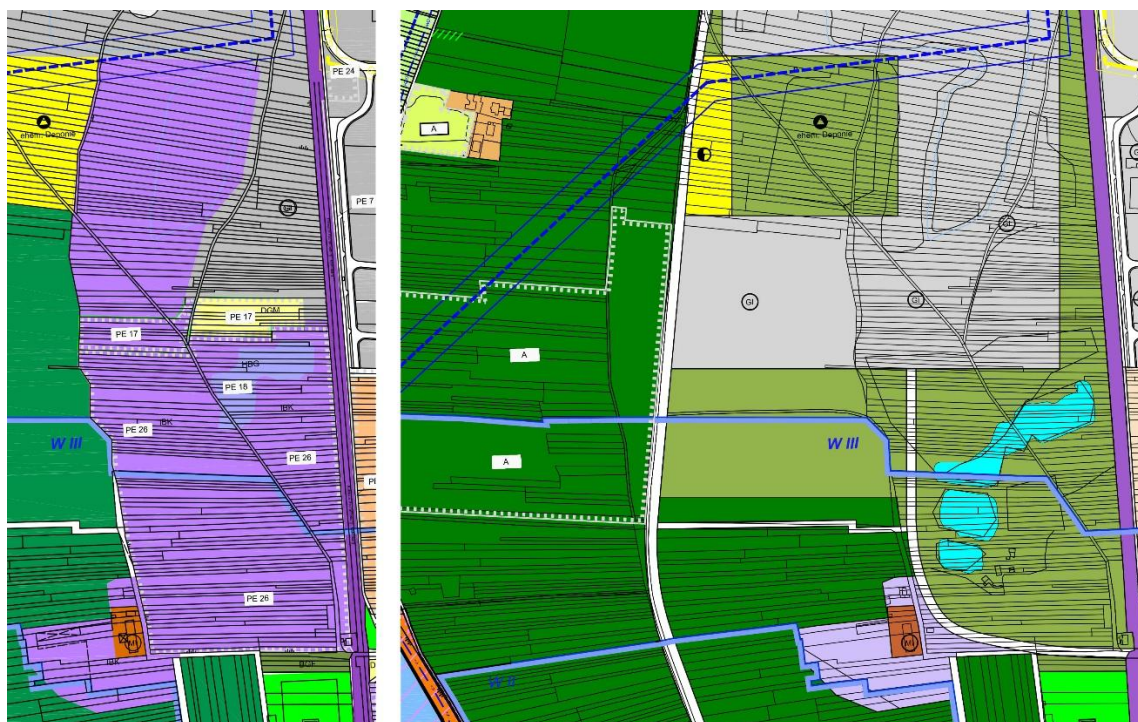 PE 24
ehem. Deponie
PE 7
GI
DGM
PE 17
PE 17
HBG
PE 18
IBK
IBK
PE 26
PE 26
W III
PE 26
MI
IBK
BGF
A
ehem. Deponie
GI
GI
GI
A
W III
A
MI
W II